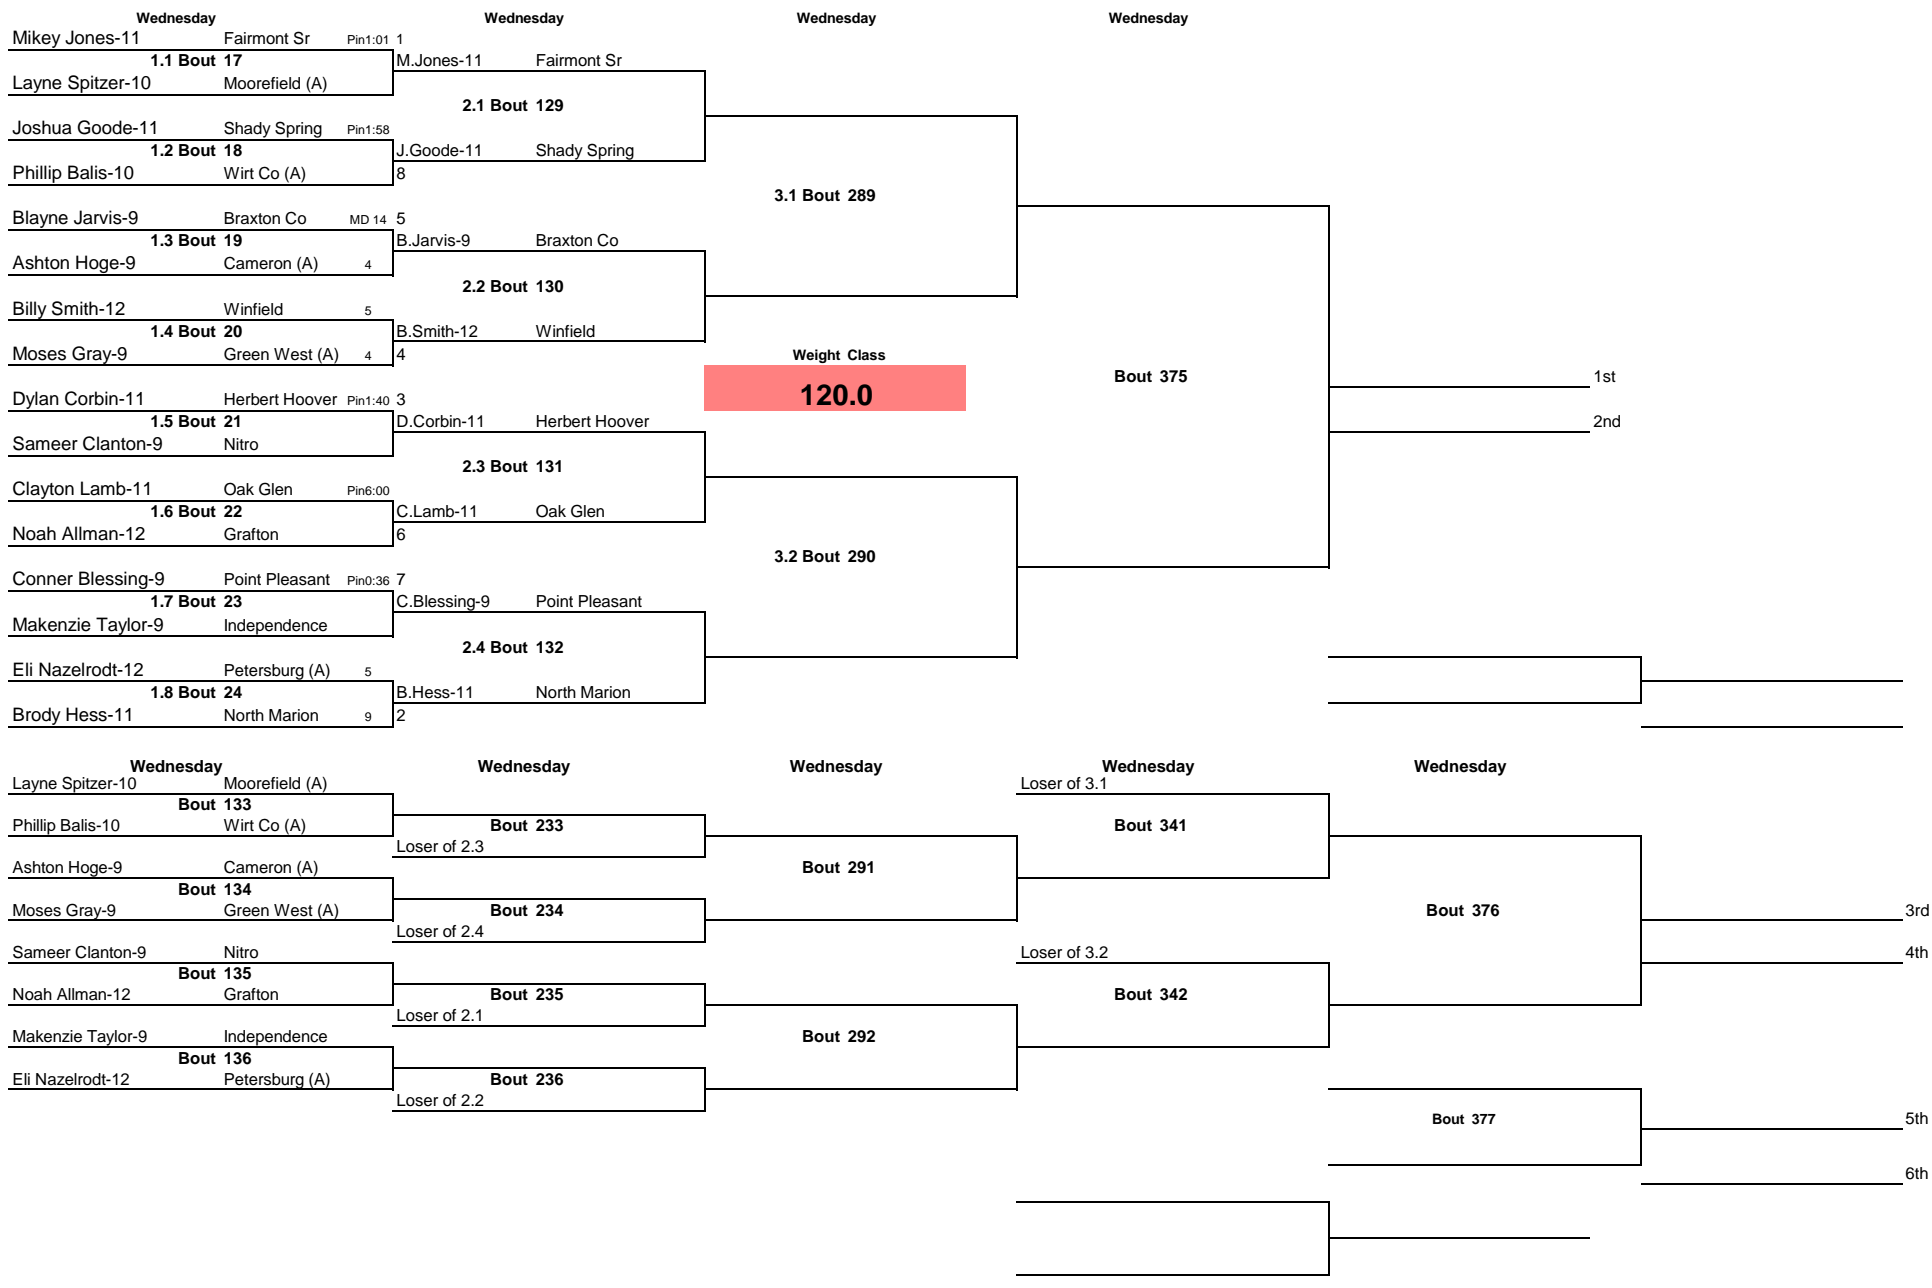 Wednesday Wednesday Wednesday Wednesday
Mikey Jones-11 Fairmont Sr Pin1:01 1
1.1 Bout 17 M.Jones-11 Fairmont Sr
Layne Spitzer-10 Moorefield (A)
2.1 Bout 129
Joshua Goode-11 Shady Spring Pin1:58
1.2 Bout 18 J.Goode-11 Shady Spring
Phillip Balis-10 Wirt Co (A) 8
3.1 Bout 289
Blayne Jarvis-9 Braxton Co MD 14 5
1.3 Bout 19 B.Jarvis-9 Braxton Co
Ashton Hoge-9 Cameron (A) 4
2.2 Bout 130
Billy Smith-12 Winfield 5
1.4 Bout 20 B.Smith-12 Winfield
Moses Gray-9 Green West (A) 4 4 Weight Class
Bout 375 1st
120.0
Dylan Corbin-11 Herbert Hoover Pin1:40 3
1.5 Bout 21 D.Corbin-11 Herbert Hoover 2nd
Sameer Clanton-9 Nitro
2.3 Bout 131
Clayton Lamb-11 Oak Glen Pin6:00
1.6 Bout 22 C.Lamb-11 Oak Glen
Noah Allman-12 Grafton 6
3.2 Bout 290
Conner Blessing-9 Point Pleasant Pin0:36 7
1.7 Bout 23 C.Blessing-9 Point Pleasant
Makenzie Taylor-9 Independence
2.4 Bout 132
Eli Nazelrodt-12 Petersburg (A) 5
1.8 Bout 24 B.Hess-11 North Marion
Brody Hess-11 North Marion 9 2
Wednesday Wednesday Wednesday Wednesday Wednesday
Layne Spitzer-10 Moorefield (A) Loser of 3.1
Bout 133
Phillip Balis-10 Wirt Co (A) Bout 233 Bout 341
Loser of 2.3
Ashton Hoge-9 Cameron (A) Bout 291
Bout 134
Moses Gray-9 Green West (A) Bout 234 Bout 376 3rd
Loser of 2.4
Sameer Clanton-9 Nitro Loser of 3.2 4th
Bout 135
Noah Allman-12 Grafton Bout 235 Bout 342
Loser of 2.1
Makenzie Taylor-9 Independence Bout 292
Bout 136
Eli Nazelrodt-12 Petersburg (A) Bout 236
Loser of 2.2
Bout 377 5th
6th